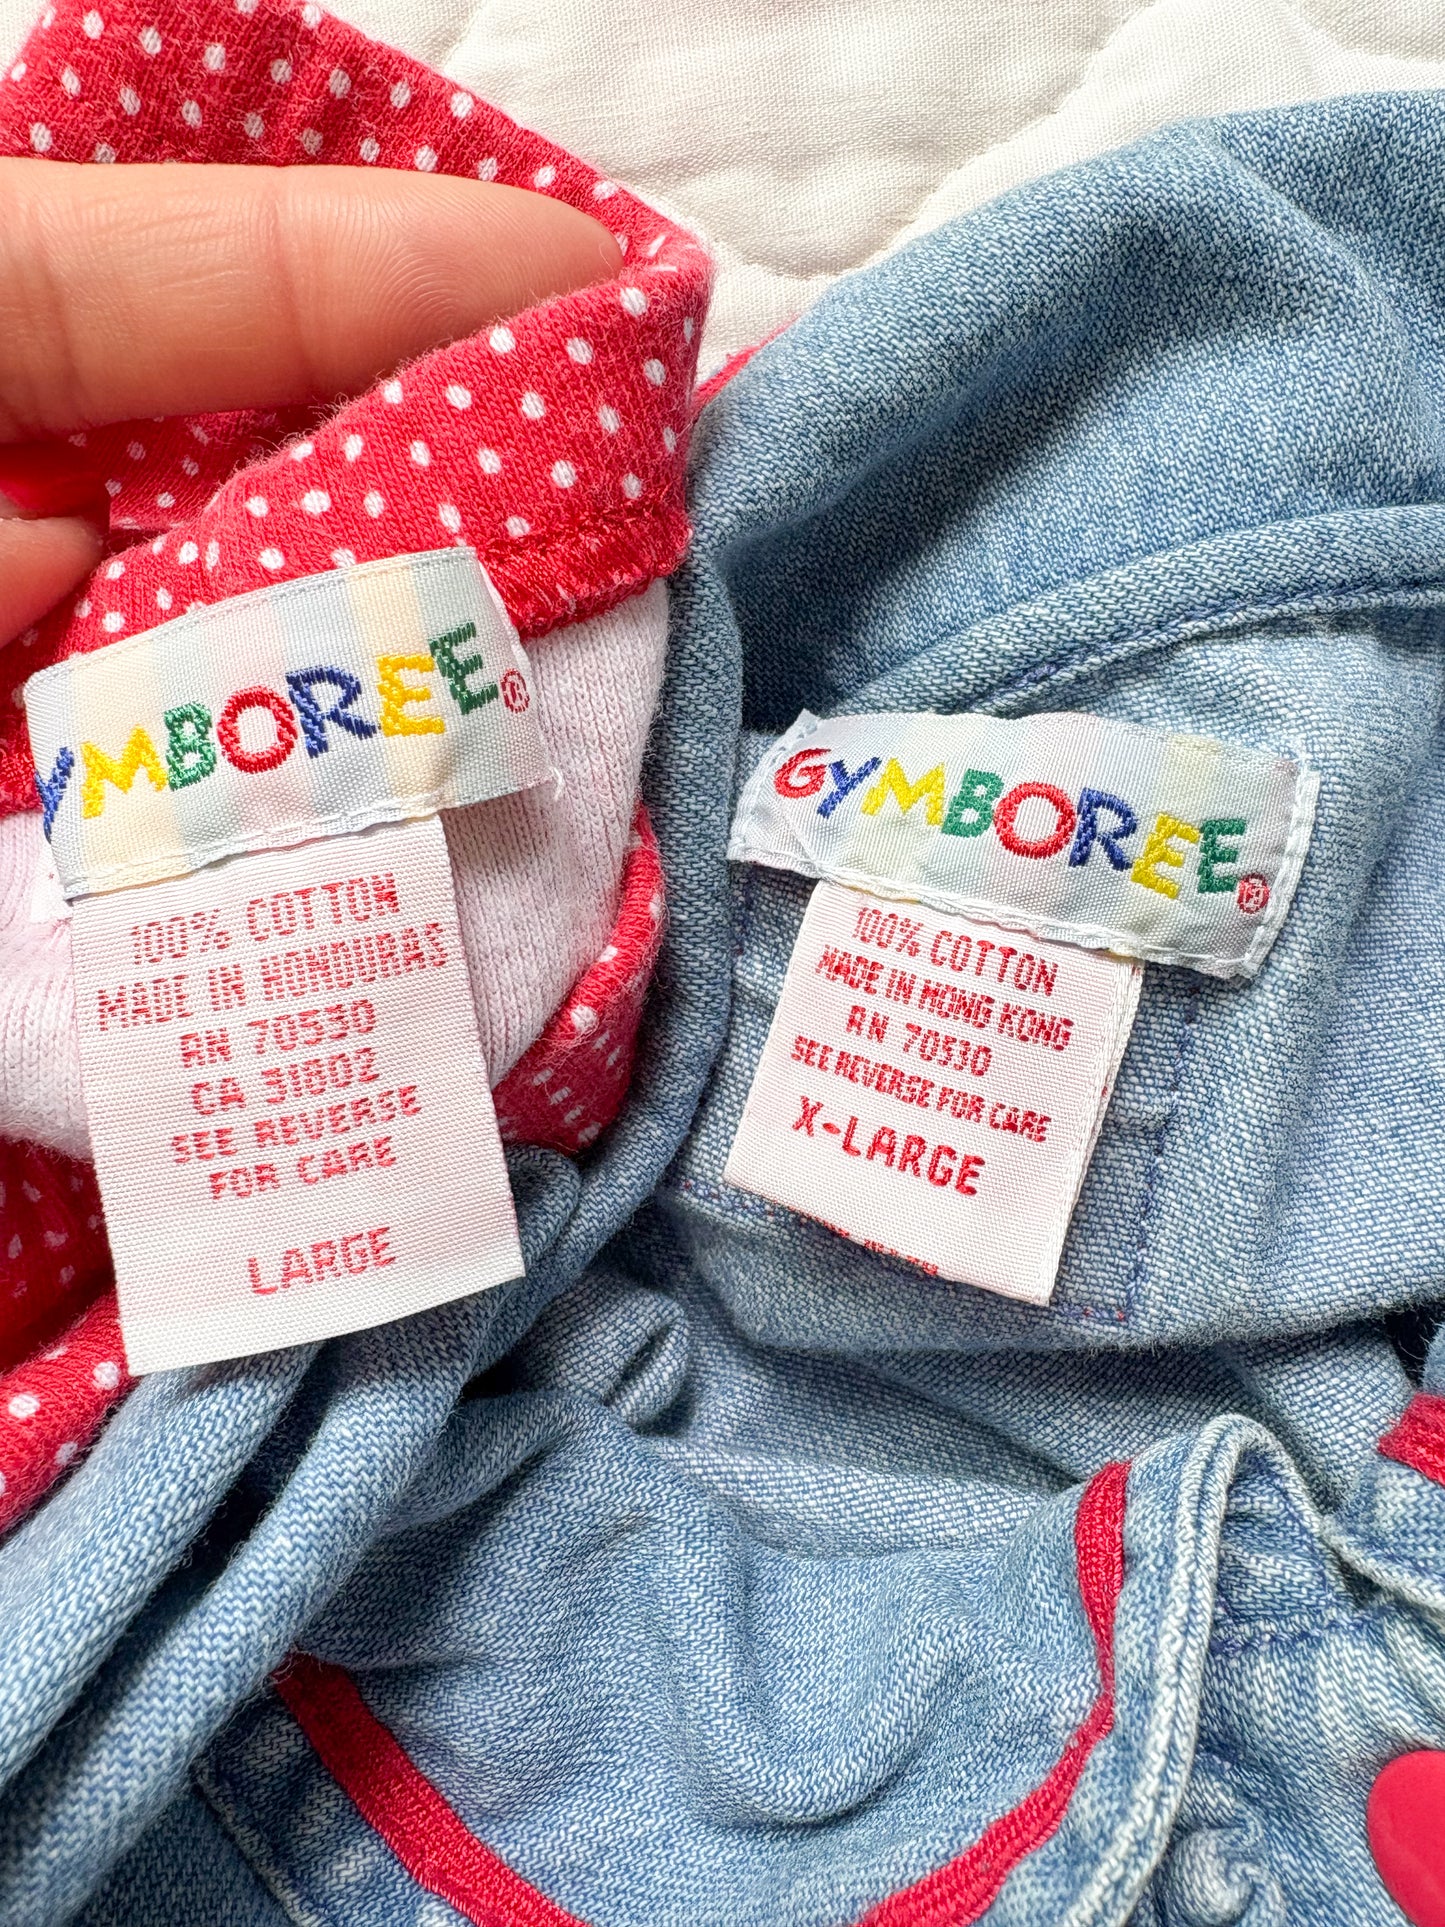 YMBOREE®
100% COTTON
MADE IN HONDURAS
RN 70530
CA 31802
SEE REVERSE
FOR CARE
LARGE
GYMBOREE®
100% COTTON
MADE IN HONG KONG
RN 70530
SEE REVERSE FOR CARE
X-LARGE